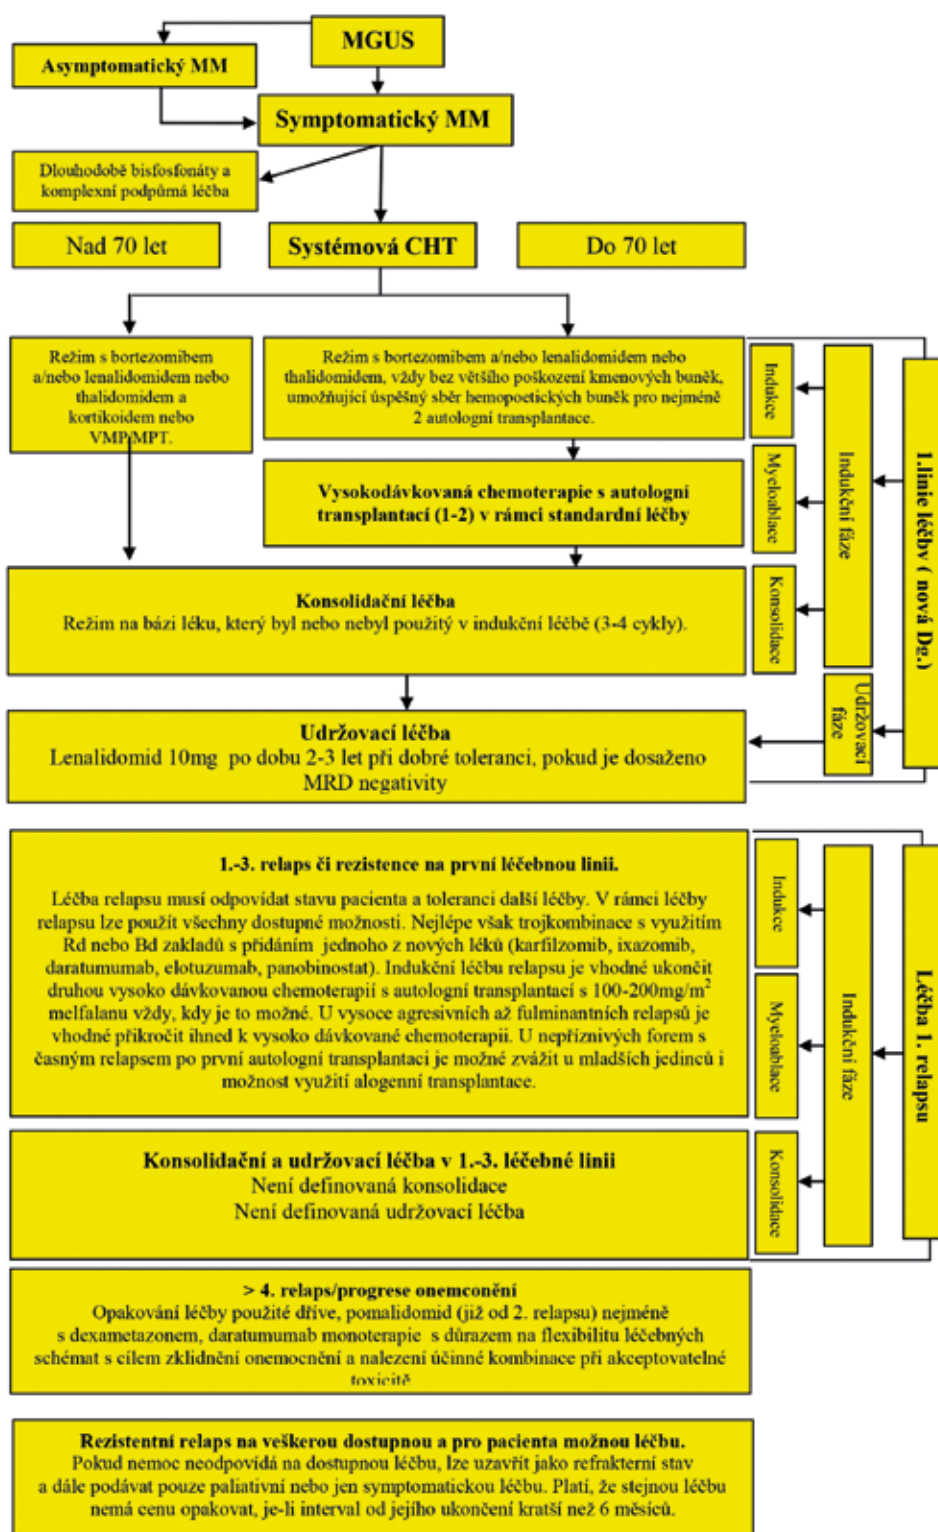 MGUS
Asymptomatický MM
Symptomatický MM
Dlouhodobě bisfosfonáty a
komplexní podpůrná léčba
Nad 70 let
Systémová CHT
Do 70 let
Režim s bortezomibem
a/nebo lenalidomidem nebo
thalidomidem a
kortikoidem nebo
VMP/MPT.
Režim s bortezomibem a/nebo lenalidomidem nebo
thalidomidem, vždy bez většího poškození kmenových buněk,
umožňující úspěšný sběr hemopoetických buněk pro nejméně
2 autologní transplantace.
Vysokodávkovaná chemoterapie s autologní
transplantací (1-2) v rámci standardní léčby
Konsolidační léčba
Režim na bázi léku, který byl nebo nebyl použitý v indukční léčbě (3-4 cykly).
Udržovací léčba
Lenalidomid 10mg po dobu 2-3 let při dobré toleranci, pokud je dosaženo
MRD negativity
Indukce
Myeloablace
Konsolidace
Indukční fáze
Udržovací
fáze
1.linie léčby ( nová Dg.)
1.-3. relaps či rezistence na první léčebnou linii.
Léčba relapsu musí odpovídat stavu pacienta a toleranci další léčby. V rámci léčby
relapsu lze použít všechny dostupné možnosti. Nejlépe však trojkombinace s využitím
Rd nebo Bd zakladů s přidáním jednoho z nových léků (karfilzomib, ixazomib,
daratumumab, elotuzumab, panobinostat). Indukční léčbu relapsu je vhodné ukončit
druhou vysoko dávkovanou chemoterapií s autologní transplantací s 100-200mg/m²
melfalanu vždy, kdy je to možné. U vysoce agresivních až fulminantních relapsů je
vhodné přikročit ihned k vysoko dávkované chemoterapii. U nepříznivých forem s
časným relapsem po první autologní transplantaci je možné zvážit u mladších jedinců i
možnost využití alogenní transplantace.
Konsolidační a udržovací léčba v 1.-3. léčebné linii
Není definovaná konsolidace
Není definovaná udržovací léčba
Indukce
Myeloablace
Konsolidace
Indukční fáze
Léčba 1. relapsu
> 4. relaps/progrese onemconění
Opakování léčby použité dříve, pomalidomid (již od 2. relapsu) nejméně
s dexametazonem, daratumumab monoterapie s důrazem na flexibilitu léčebných
schémat s cílem zklidnění onemocnění a nalezení účinné kombinace při akceptovatelné
toxicitě
Rezistentní relaps na veškerou dostupnou a pro pacienta možnou léčbu.
Pokud nemoc neodpovídá na dostupnou léčbu, lze uzavřít jako refrakterní stav
a dále podávat pouze paliativní nebo jen symptomatickou léčbu. Platí, že stejnou léčbu
nemá cenu opakovat, je-li interval od jejího ukončení kratší než 6 měsíců.